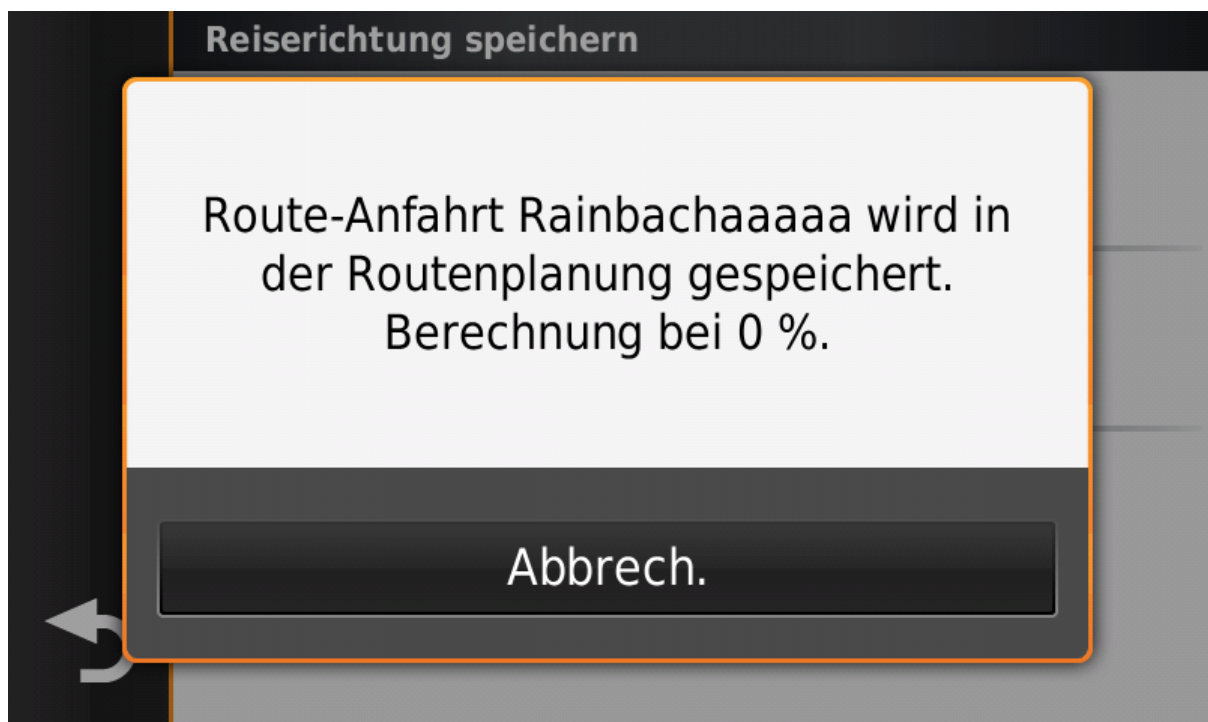 Reiserichtung speichern
Route-Anfahrt Rainbachaaaaa wird in
der Routenplanung gespeichert.
Berechnung bei 0 %.
Abbrech.